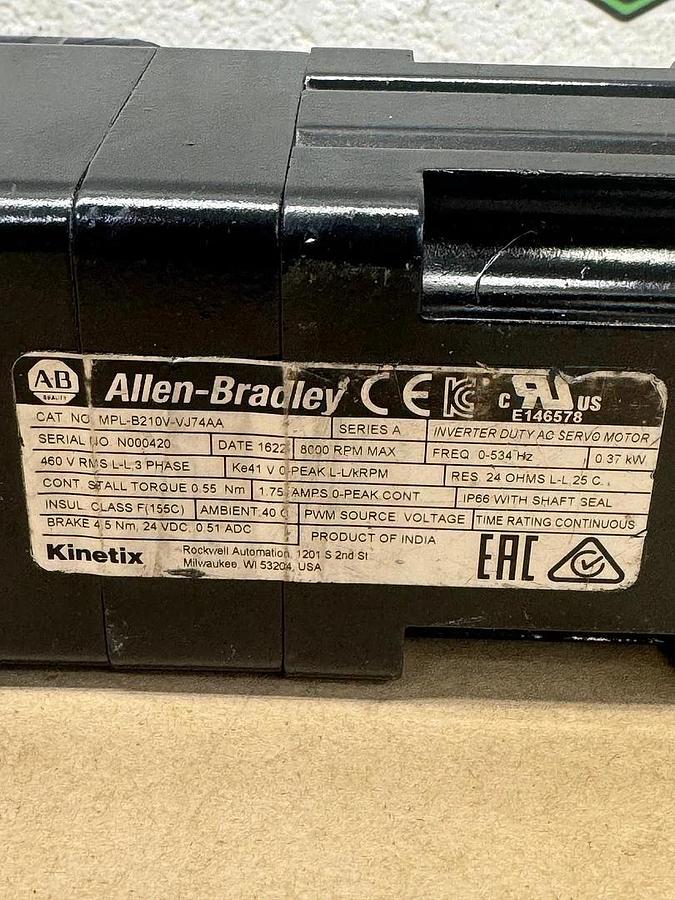 A-B
QUALITY
Allen-Bradley CE C RU US
E146578
CAT NO MPL-B210V-VJ74AA SERIES A INVERTER DUTY AC SERVO MOTOR
SERIAL NO N000420 DATE 1622 8000 RPM MAX FREQ 0-534 Hz 0.37 kW
460 V RMS L-L,3 PHASE Ke41 V 0-PEAK L-L/kRPM RES. 24 OHMS L-L,25 C.
CONT. STALL TORQUE 0.55 Nm 1.75 AMPS 0-PEAK CONT IP66 WITH SHAFT SEAL
INSUL CLASS F(155C) AMBIENT:40 C PWM SOURCE VOLTAGE TIME RATING CONTINUOUS
BRAKE 4.5 Nm, 24 VDC, 0.51 ADC PRODUCT OF INDIA
Kinetix Rockwell Automation, 1201 S 2nd St EAC
Milwaukee, WI 53204, USA